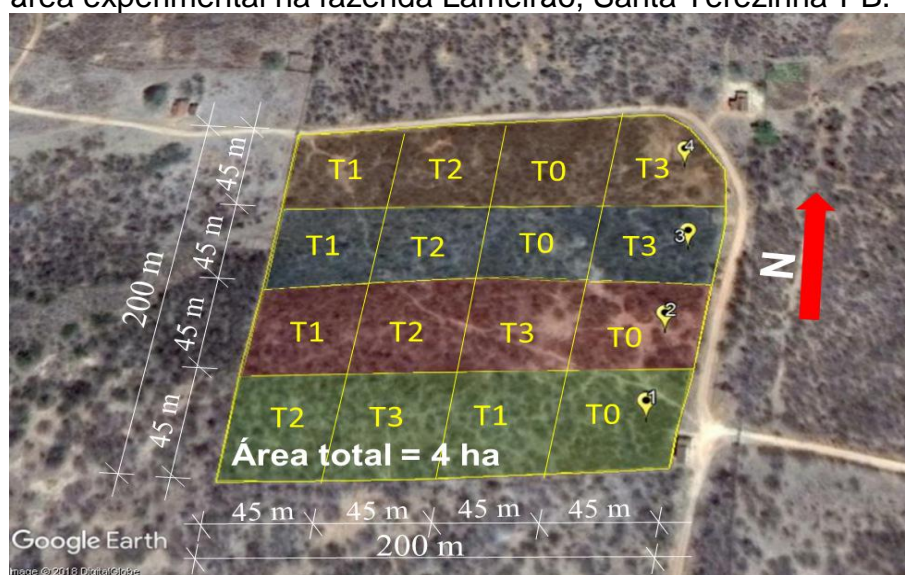 área experimental na fazenda Lameirão, Santa Terezinha-PB.
T1 T2 T0 T3 4
T1 T2 T0 T3 3
T1 T2 T3 T0 2
T2 T3 T1 T0 1
200 m
45 m
45 m
45 m
45 m
N
Área total = 4 ha
45 m 45 m 45 m 45 m
200 m
Google Earth
Image © 2018 DigitalGlobe